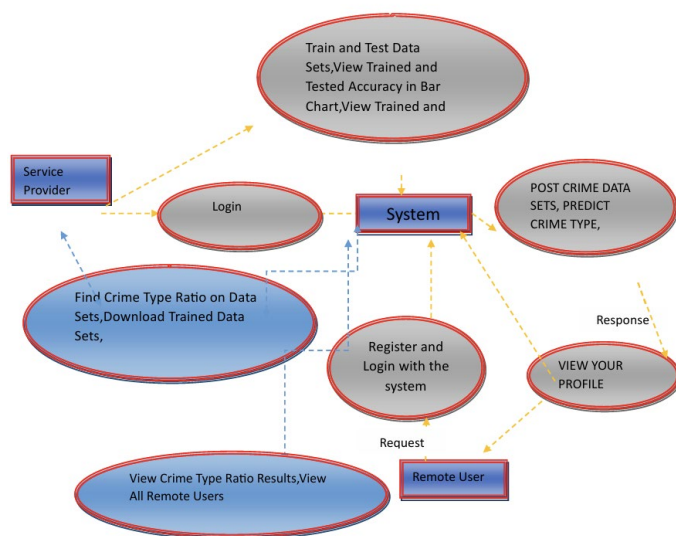 Train and Test Data
Sets,View Trained and
Tested Accuracy in Bar
Chart,View Trained and
Service
Provider
Login
System
POST CRIME DATA
SETS, PREDICT
CRIME TYPE,
Find Crime Type Ratio on Data
Sets,Download Trained Data
Sets,
Response
Register and
Login with the
system
VIEW YOUR
PROFILE
Request
View Crime Type Ratio Results,View
All Remote Users
Remote User